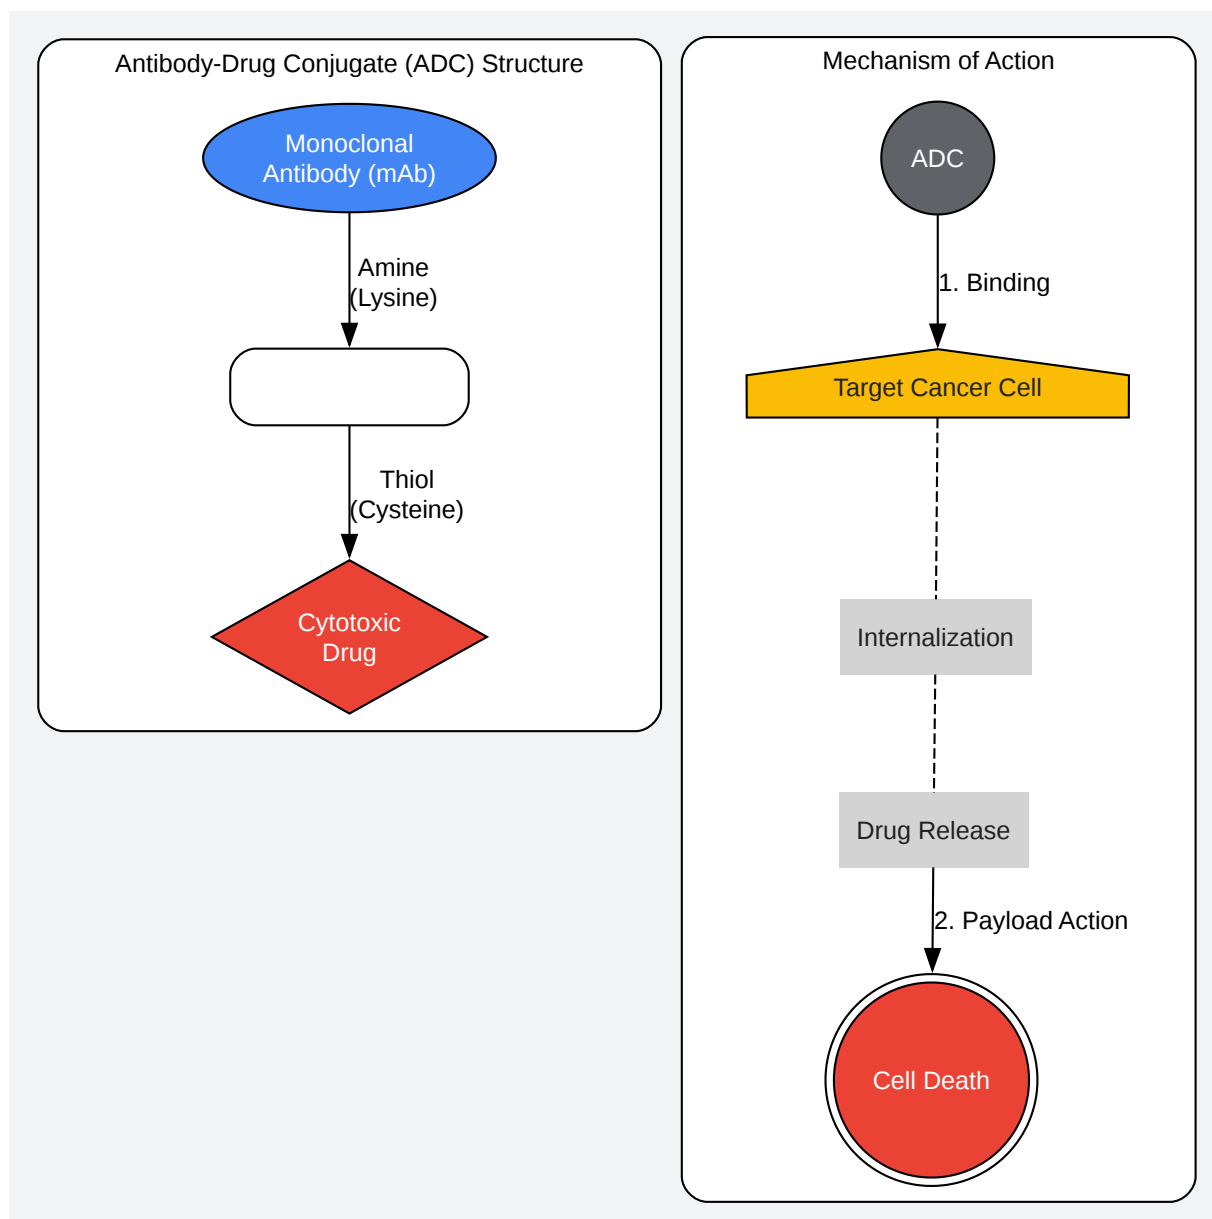 Antibody-Drug Conjugate (ADC) Structure
Monoclonal
Antibody (mAb)
Amine
(Lysine)
Thiol
(Cysteine)
Cytotoxic
Drug
Mechanism of Action
ADC
1. Binding
Target Cancer Cell
Internalization
Drug Release
2. Payload Action
Cell Death